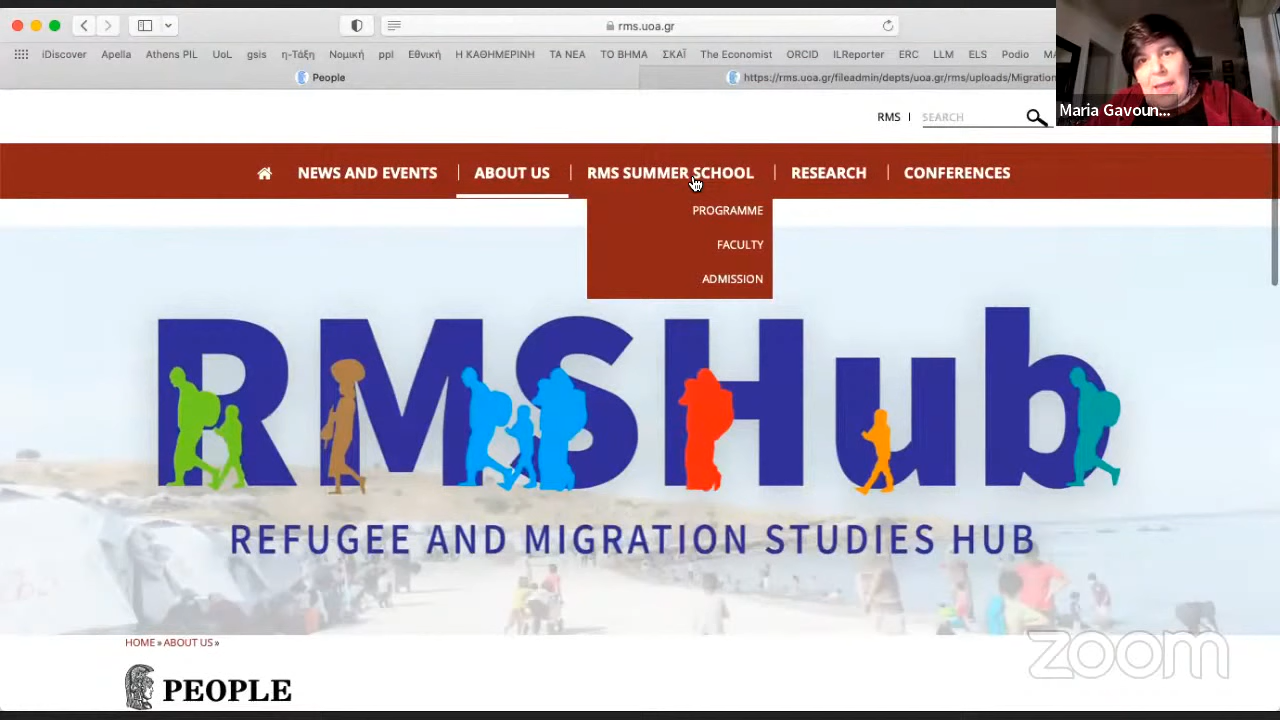 rms.uoa.gr
iDiscover Apella Athens PIL UoL gsis η-Τάξη Νομική ppl Εθνική Η ΚΑΘΗΜΕΡΙΝΗ ΤΑ ΝΕΑ ΤΟ ΒΗΜΑ ΣΚΑΪ The Economist ORCID ILReporter ERC LLM ELS Podio
People
https://rms.uoa.gr/fileadmin/depts/uoa.gr/rms/uploads/Migration
Maria Gavoun...
RMS SEARCH
NEWS AND EVENTS ABOUT US RMS SUMMER SCHOOL RESEARCH CONFERENCES
PROGRAMME
FACULTY
ADMISSION
RMSHub
REFUGEE AND MIGRATION STUDIES HUB
HOME » ABOUT US »
PEOPLE
zoom